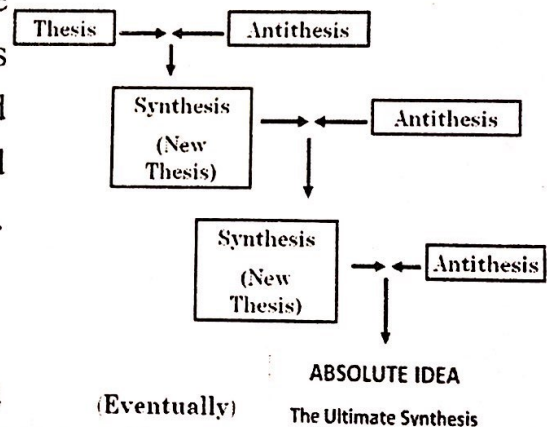 Thesis
Antithesis
Synthesis
(New
Thesis)
Antithesis
Synthesis
(New
Thesis)
Antithesis
ABSOLUTE IDEA
(Eventually)
The Ultimate Synthesis